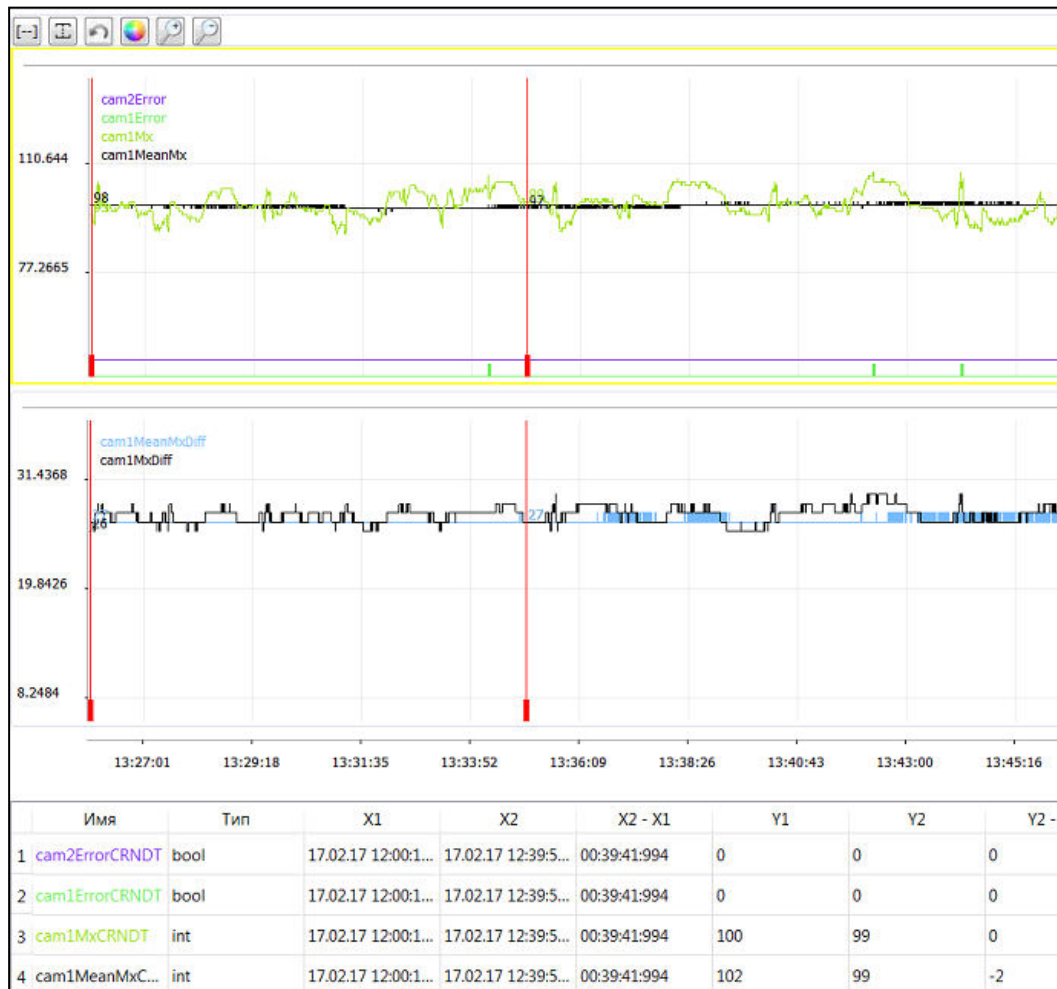 [--]
cam2Error
cam1Error
cam1Mx
cam1MeanMx
110.644
98
97
77.2665
cam1MeanMxDiff
cam1MxDiff
31.4368
27
26
19.8426
8.2484
13:27:01 13:29:18 13:31:35 13:33:52 13:36:09 13:38:26 13:40:43 13:43:00 13:45:16
Имя Тип X1 X2 X2 - X1 Y1 Y2 Y2 -
1 cam2ErrorCRNDT bool 17.02.17 12:00:1... 17.02.17 12:39:5... 00:39:41:994 0 0 0
2 cam1ErrorCRNDT bool 17.02.17 12:00:1... 17.02.17 12:39:5... 00:39:41:994 0 0 0
3 cam1MxCRNDT int 17.02.17 12:00:1... 17.02.17 12:39:5... 00:39:41:994 100 99 0
4 cam1MeanMxC... int 17.02.17 12:00:1... 17.02.17 12:39:5... 00:39:41:994 102 99 -2